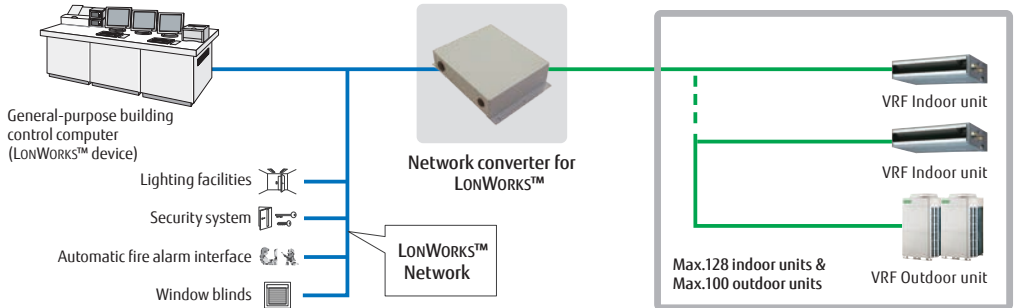 General-purpose building
control computer
(LONWORKS™ device)
Lighting facilities
Security system
Automatic fire alarm interface
Window blinds
LONWORKS™
Network
Network converter for
LONWORKS™
VRF Indoor unit
VRF Indoor unit
Max.128 indoor units &
Max.100 outdoor units
VRF Outdoor unit